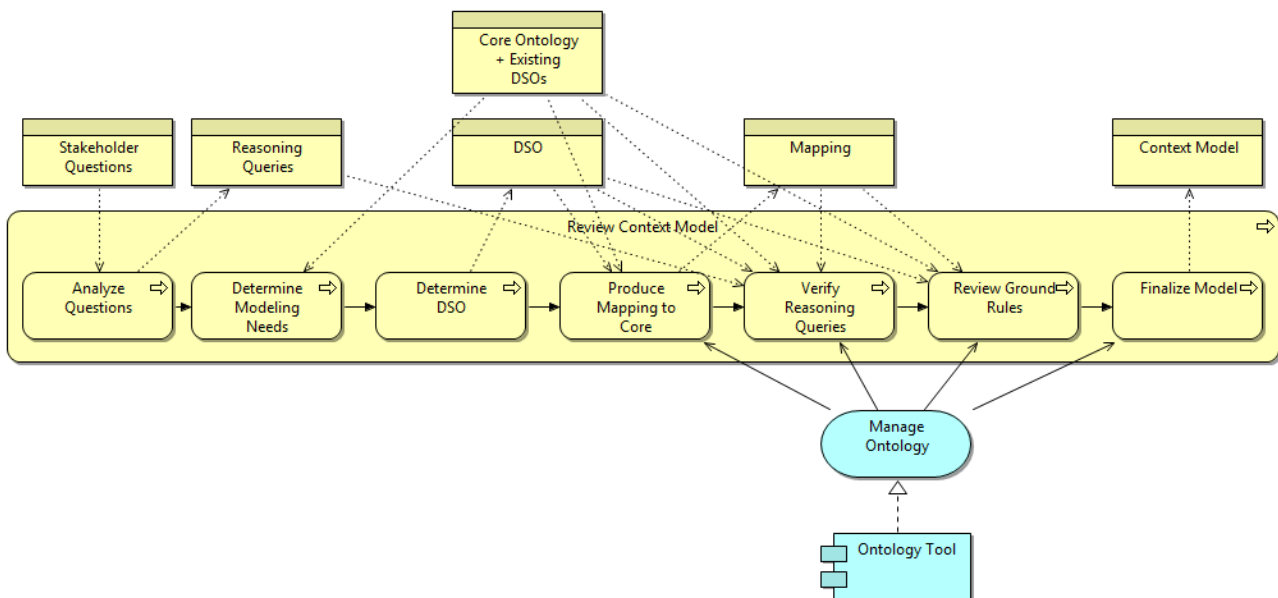 Core Ontology
+ Existing
DSOs
Stakeholder
Questions
Reasoning
Queries
DSO
Mapping
Context Model
Review Context Model
Analyze
Questions
Determine
Modeling
Needs
Determine
DSO
Produce
Mapping to
Core
Verify
Reasoning
Queries
Review Ground
Rules
Finalize Model
Manage
Ontology
Ontology Tool